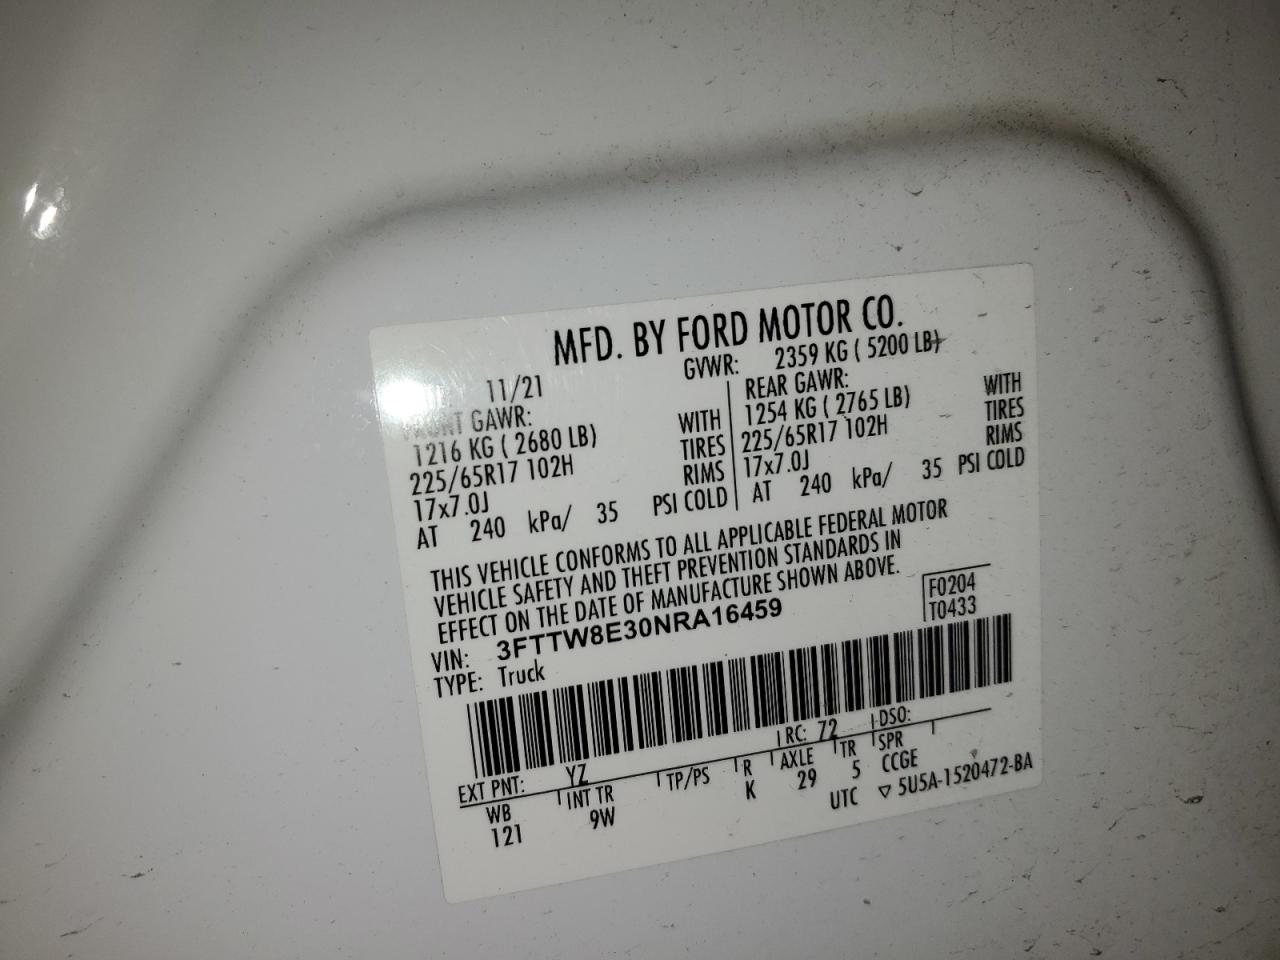 MFD. BY FORD MOTOR CO.
11/21 GVWR: 2359 KG ( 5200 LB)
FRONT GAWR: REAR GAWR:
1216 KG ( 2680 LB) WITH 1254 KG ( 2765 LB) WITH
225/65R17 102H TIRES 225/65R17 102H TIRES
17x7.0J RIMS 17x7.0J RIMS
AT 240 kPa/ 35 PSI COLD AT 240 kPa/ 35 PSI COLD
THIS VEHICLE CONFORMS TO ALL APPLICABLE FEDERAL MOTOR
VEHICLE SAFETY AND THEFT PREVENTION STANDARDS IN
EFFECT ON THE DATE OF MANUFACTURE SHOWN ABOVE.
F0204
VIN: 3FTTW8E30NRA16459 T0433
TYPE: Truck
EXT PNT: YZ RC: 72 DSO:
WB INT TR TP/PS R AXLE TR SPR
121 9W K 29 5 CCGE
UTC ▽ 5U5A-1520472-BA